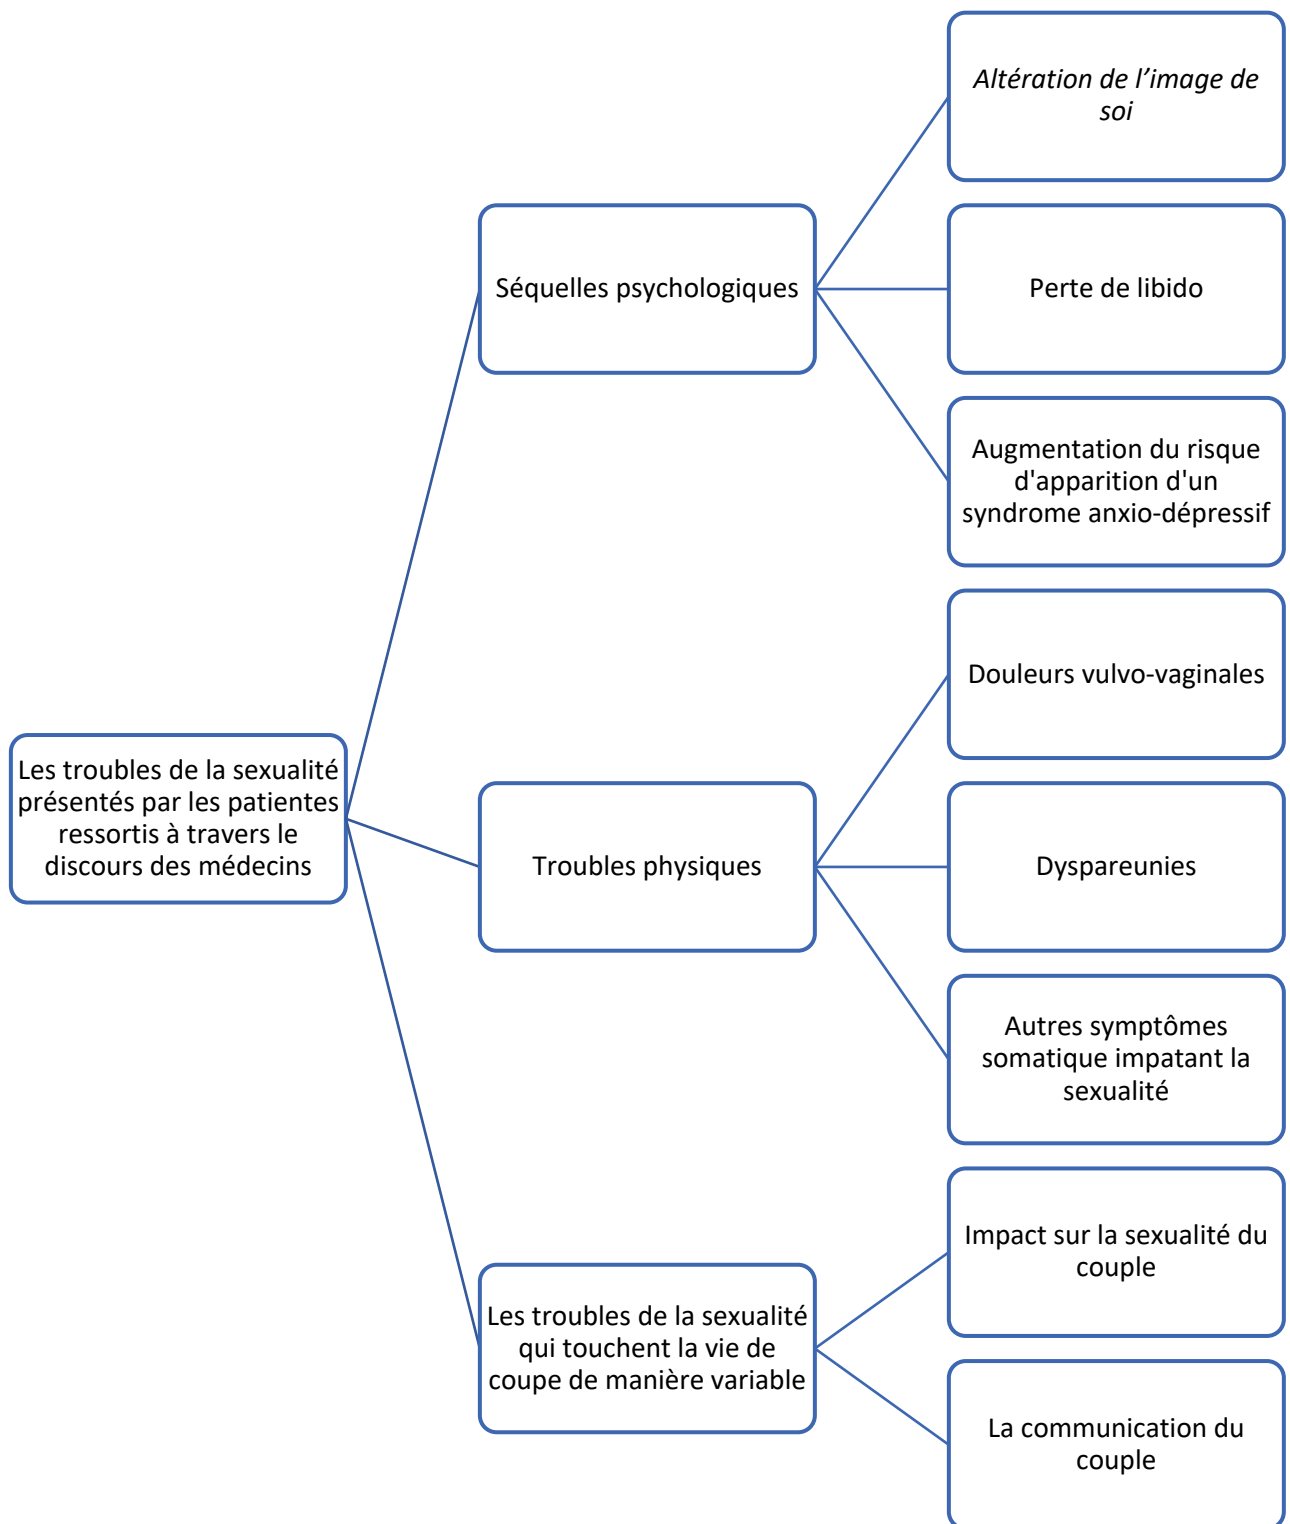 Altération de l’image de
soi
Séquelles psychologiques
Perte de libido
Augmentation du risque
d'apparition d'un
syndrome anxio-dépressif
Les troubles de la sexualité
présentés par les patientes
ressortis à travers le
discours des médecins
Troubles physiques
Douleurs vulvo-vaginales
Dyspareunies
Autres symptômes
somatique impatant la
sexualité
Les troubles de la sexualité
qui touchent la vie de
coupe de manière variable
Impact sur la sexualité du
couple
La communication du
couple